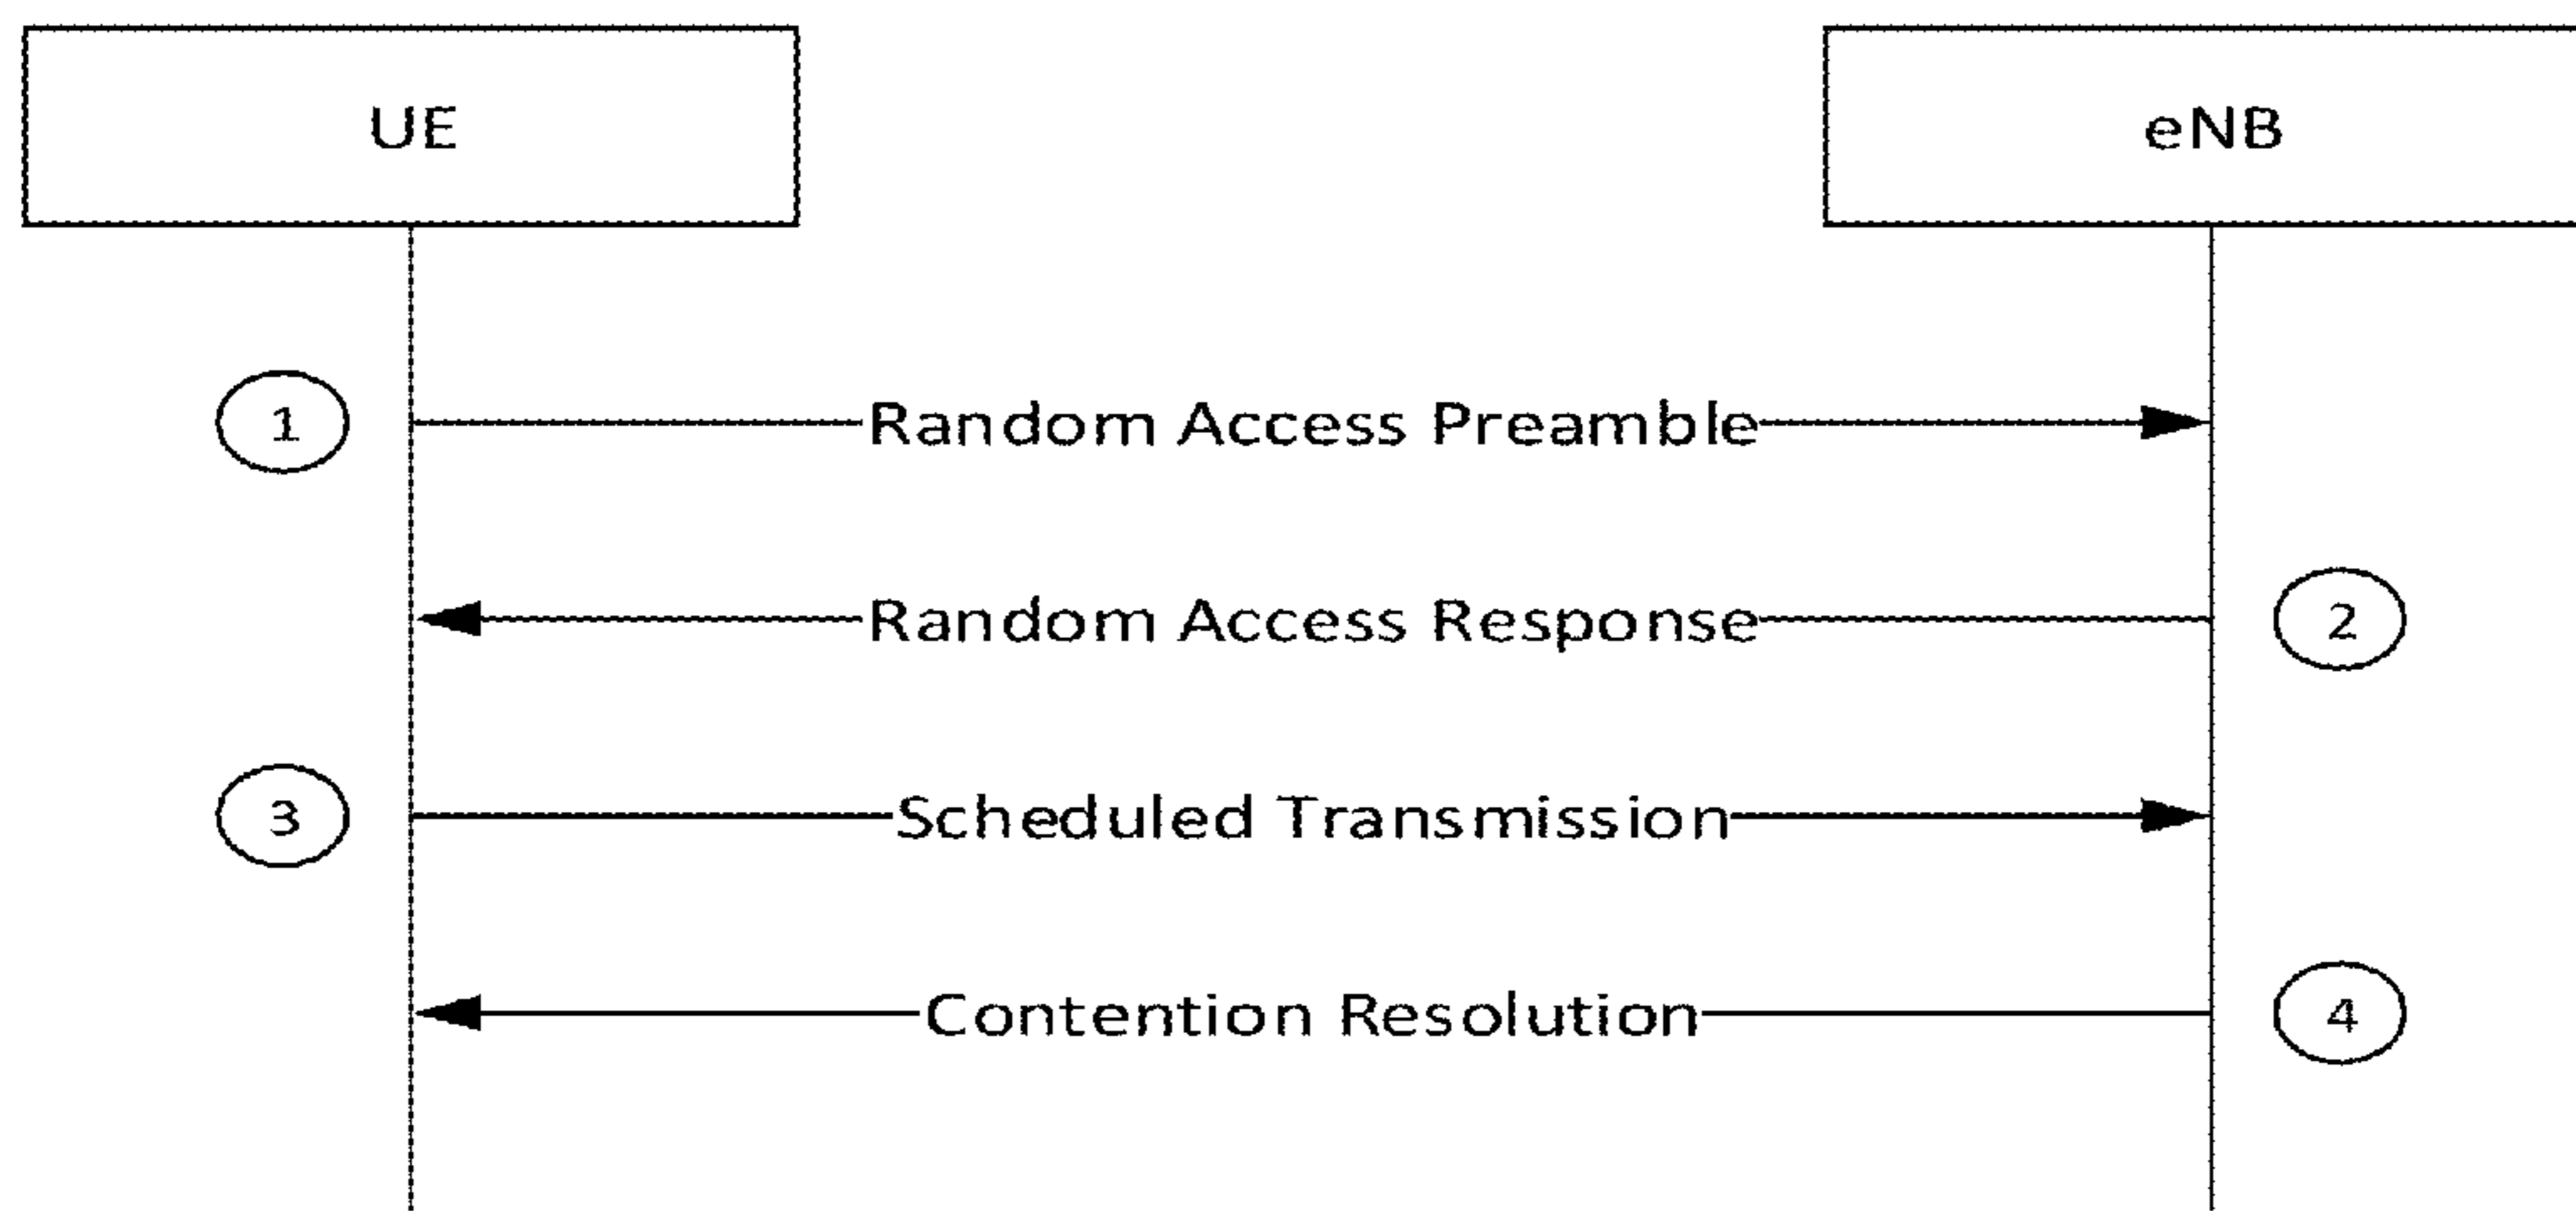 UE
eNB
1
Random Access Preamble
Random Access Response
2
3
Scheduled Transmission
Contention Resolution
4